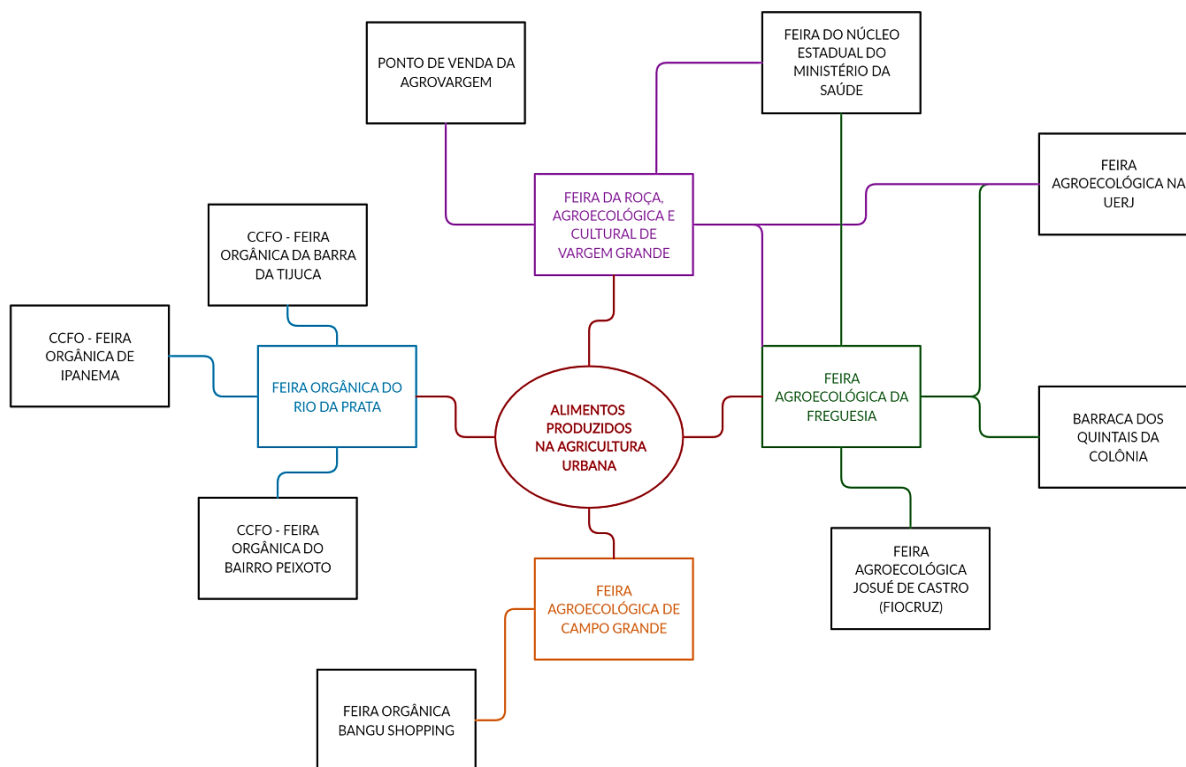 PONTO DE VENDA DA
AGROVARGEM
FEIRA DO NÚCLEO
ESTADUAL DO
MINISTÉRIO DA
SAÚDE
FEIRA
AGROECOLÓGICA NA
UERJ
FEIRA DA ROÇA,
AGROECOLÓGICA E
CULTURAL DE
VARGEM GRANDE
CCFO - FEIRA
ORGÂNICA DA BARRA
DA TIJUCA
CCFO - FEIRA
ORGÂNICA DE
IPANEMA
FEIRA ORGÂNICA DO
RIO DA PRATA
ALIMENTOS
PRODUZIDOS
NA AGRICULTURA
URBANA
FEIRA
AGROECOLÓGICA DA
FREGUESIA
BARRACA DOS
QUINTAIS DA
COLÔNIA
CCFO - FEIRA
ORGÂNICA DO
BAIRRO PEIXOTO
FEIRA
AGROECOLÓGICA
JOSUÉ DE CASTRO
(FIOCRUZ)
FEIRA
AGROECOLÓGICA DE
CAMPO GRANDE
FEIRA ORGÂNICA
BANGU SHOPPING